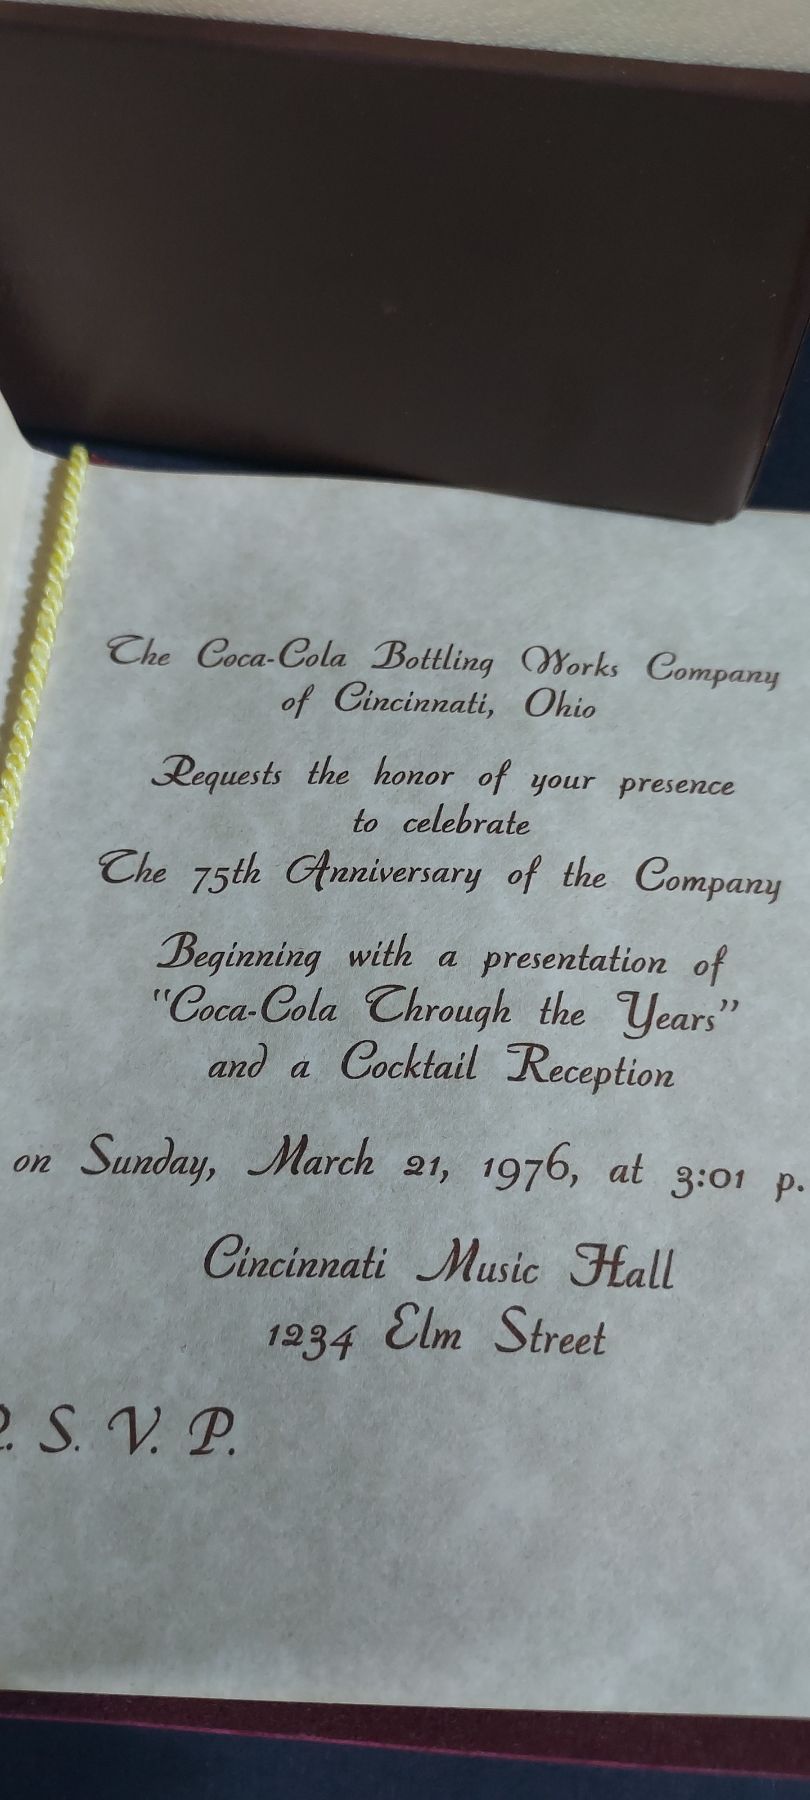 The Coca-Cola Bottling Works Company
of Cincinnati, Ohio
Requests the honor of your presence
to celebrate
The 75th Anniversary of the Company
Beginning with a presentation of
"Coca-Cola Through the Years"
and a Cocktail Reception
on Sunday, March 21, 1976, at 3:01 p.
Cincinnati Music Hall
1234 Elm Street
R. S. V. P.